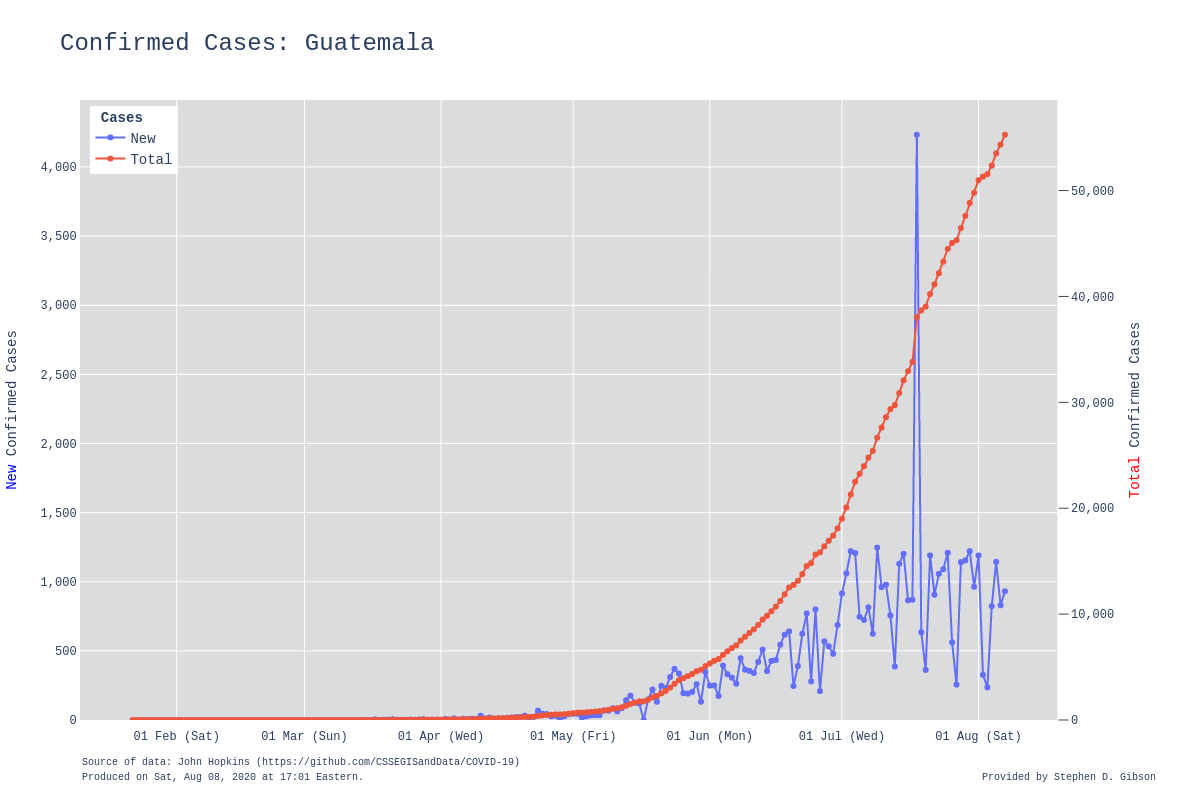 Confirmed Cases: Guatemala
Cases
New
Total
4,000
3,500
3,000
2,500
2,000
1,500
1,000
500
0
New Confirmed Cases
50,000
40,000
30,000
20,000
10,000
0
Total Confirmed Cases
01 Feb (Sat)
01 Mar (Sun)
01 Apr (Wed)
01 May (Fri)
01 Jun (Mon)
01 Jul (Wed)
01 Aug (Sat)
Source of data: John Hopkins (https://github.com/CSSEGISandData/COVID-19)
Produced on Sat, Aug 08, 2020 at 17:01 Eastern.
Provided by Stephen D. Gibson